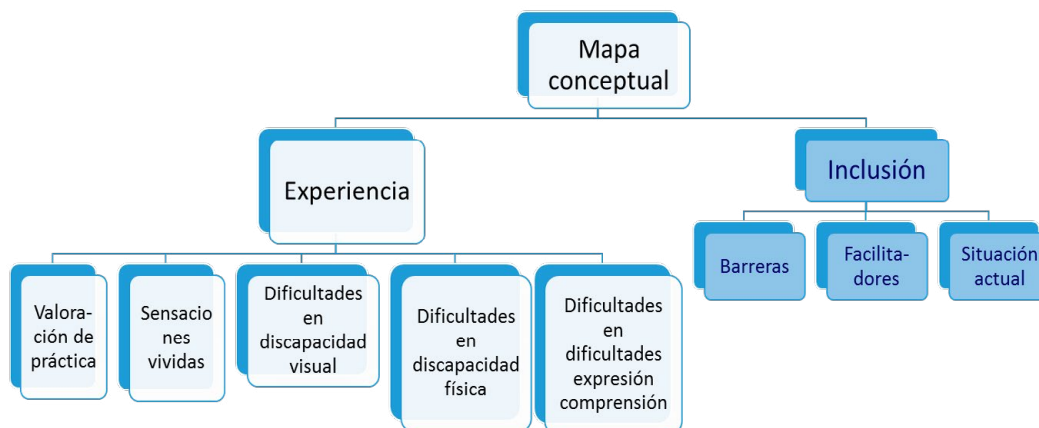 Mapa
conceptual
Experiencia
Inclusión
Valora-
ción de
práctica
Sensacio
nes
vividas
Dificultades
en
discapacidad
visual
Dificultades
en
discapacidad
física
Dificultades
en
dificultades
expresión
comprensión
Barreras
Facilita-
dores
Situación
actual